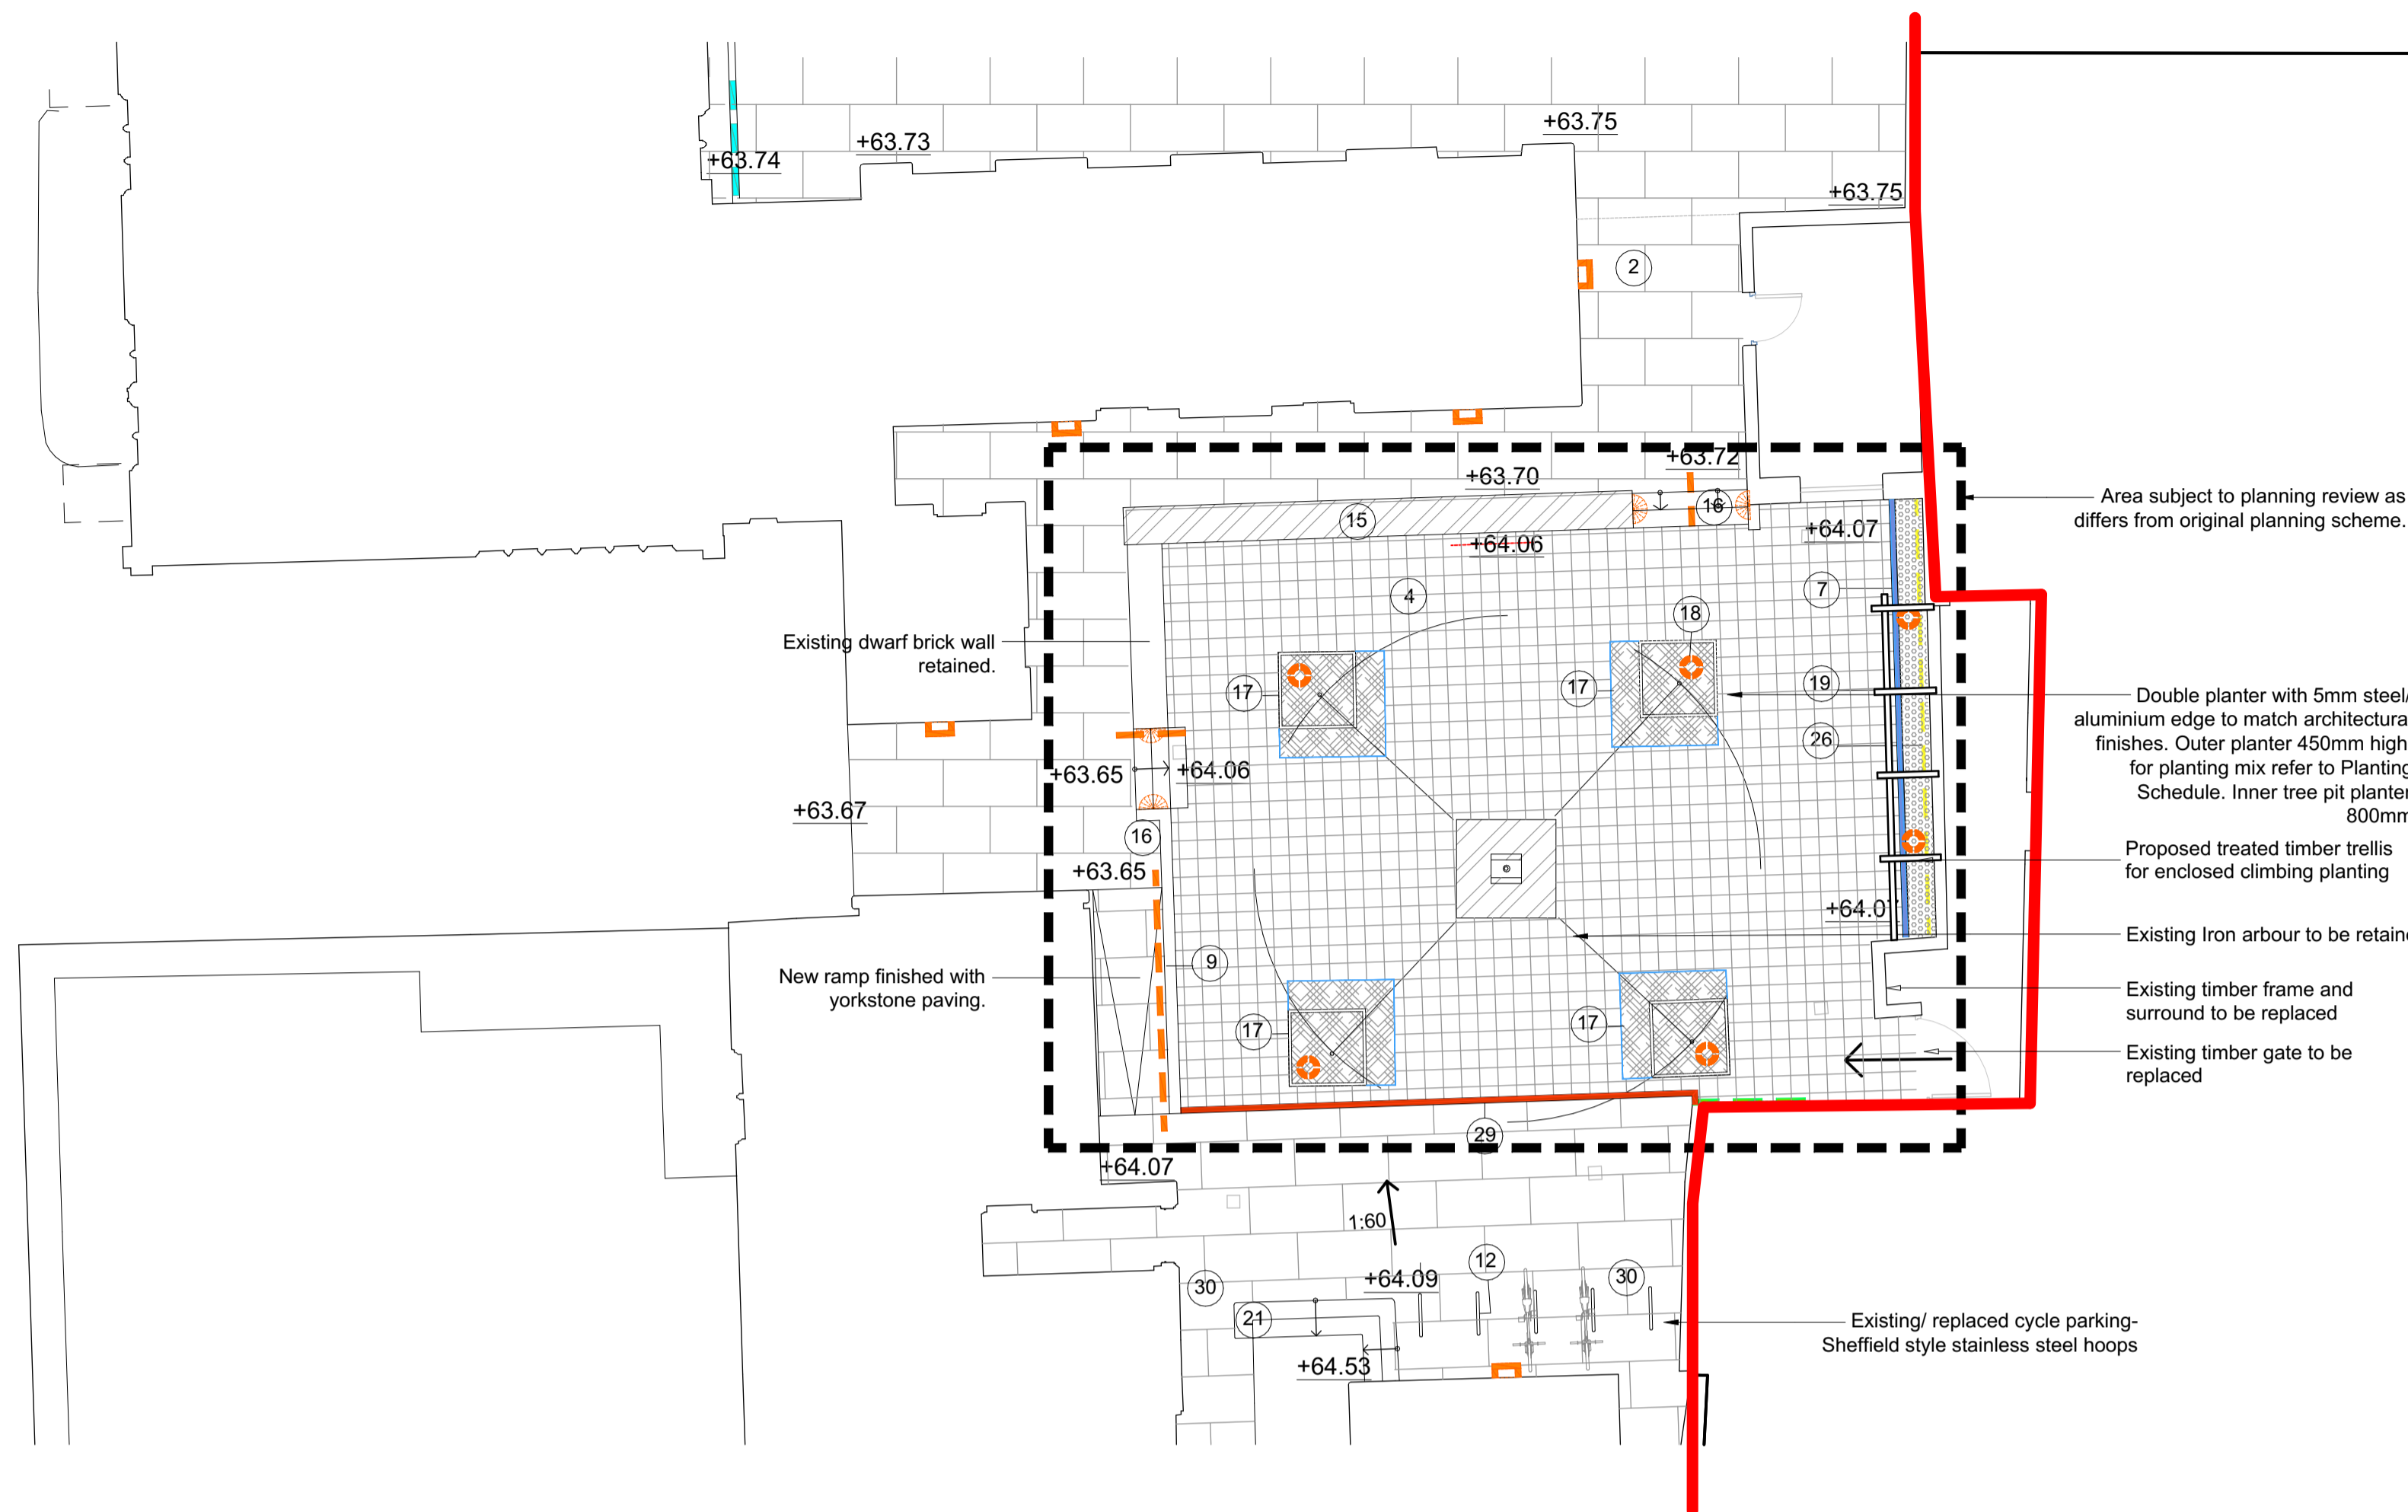 +63.75
+63.73
+63.74
+63.75
2
+63.72
+63.70
Area subject to planning review as
differs from original planning scheme.
16
15
+64.07
+64.06
7
4
18
Existing dwarf brick wall
retained.
17
17
19
Double planter with 5mm steel/
aluminium edge to match architectura
finishes. Outer planter 450mm high
for planting mix refer to Planting
Schedule. Inner tree pit planter
800mm
26
+63.65
+64.06
+63.67
16
Proposed treated timber trellis
for enclosed climbing planting
+63.65
+64.07
Existing Iron arbour to be retain
9
New ramp finished with
yorkstone paving.
Existing timber frame and
surround to be replaced
17
17
Existing timber gate to be
replaced
29
+64.07
1:60
12
+64.09
30
30
21
Existing/ replaced cycle parking-
Sheffield style stainless steel hoops
+64.53